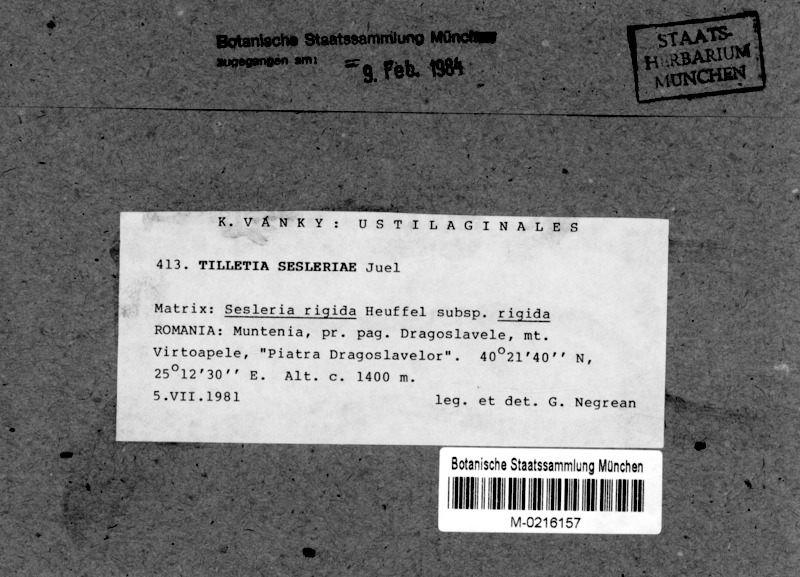 Botanische Staatssammlung München
zugegangen am: 9. Feb. 1984
STAATS-
HERBARIUM
MÜNCHEN
K. VÁNKY: USTILAGINALES
413. TILLETIA SESLERIAE Juel
Matrix: Sesleria rigida Heuffel subsp. rigida
ROMANIA: Muntenia, pr. pag. Dragoslavele, mt.
Virtoapele, "Piatra Dragoslavelor". 40°21'40'' N,
25°12'30'' E. Alt. c. 1400 m.
5.VII.1981 leg. et det. G. Negrean
Botanische Staatssammlung München
M-0216157